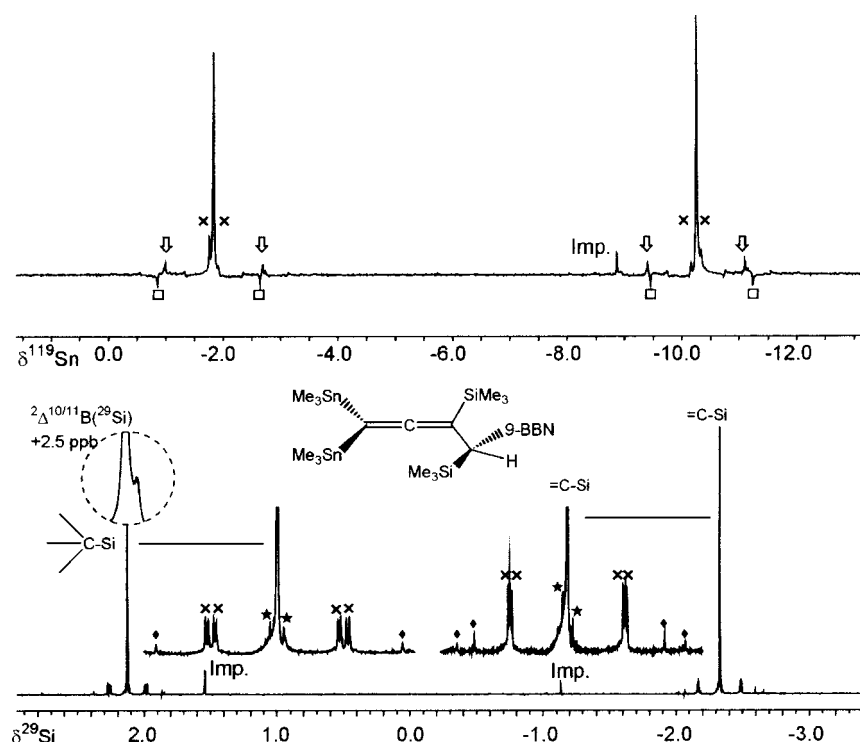 Imp.
δ¹¹⁹Sn 0.0 -2.0 -4.0 -6.0 -8.0 -10.0 -12.0
²Δ¹⁰/¹¹B(²⁹Si)
+2.5 ppb
Me₃Sn
SiMe₃
C
9-BBN
Me₃Sn
Me₃Si
H
=C-Si
=C-Si
C-Si
Imp.
Imp.
δ²⁹Si 2.0 1.0 0.0 -1.0 -2.0 -3.0